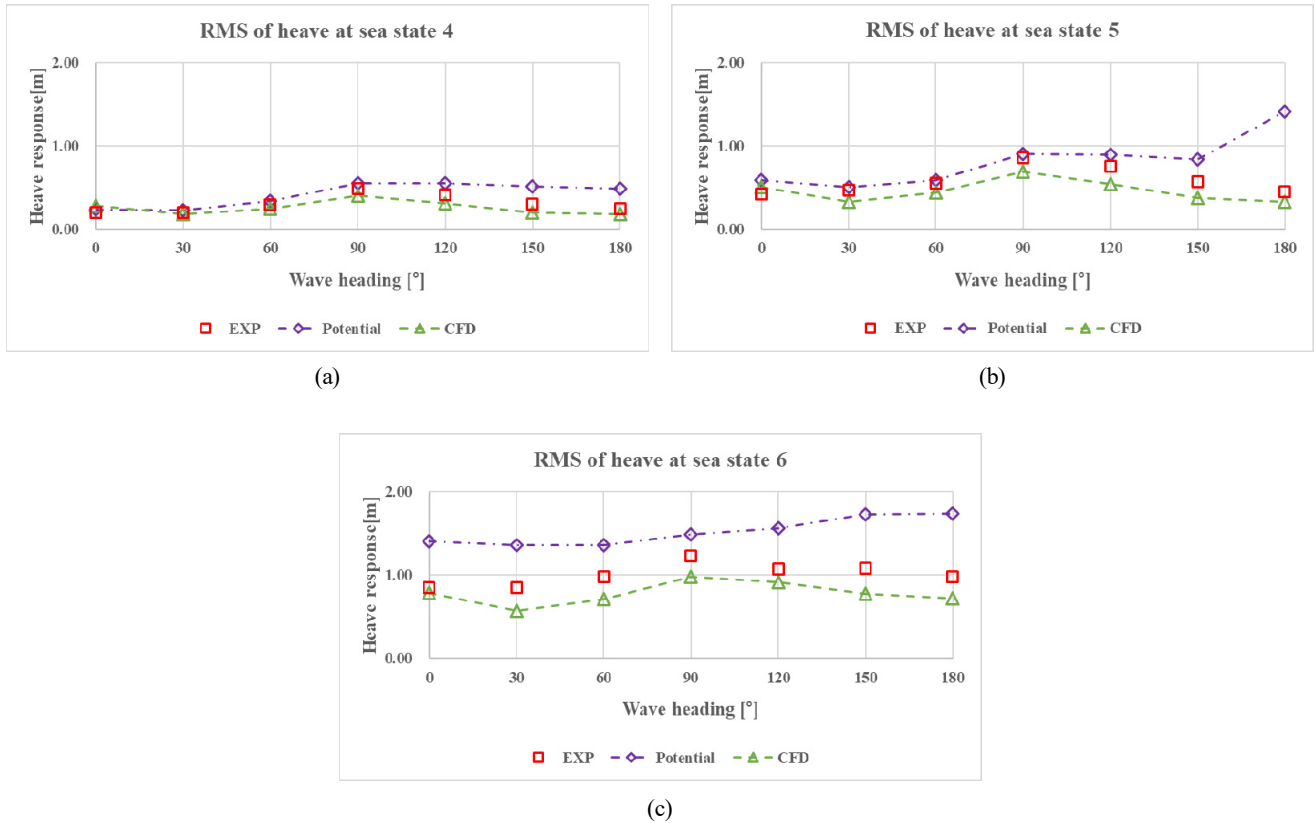 RMS of heave at sea state 4
Heave response[m]
2.00
1.00
0.00
0 30 60 90 120 150 180
Wave heading [°]
EXP Potential CFD
(a)
RMS of heave at sea state 5
Heave response[m]
2.00
1.00
0.00
0 30 60 90 120 150 180
Wave heading [°]
EXP Potential CFD
(b)
RMS of heave at sea state 6
Heave response[m]
2.00
1.00
0.00
0 30 60 90 120 150 180
Wave heading [°]
EXP Potential CFD
(c)